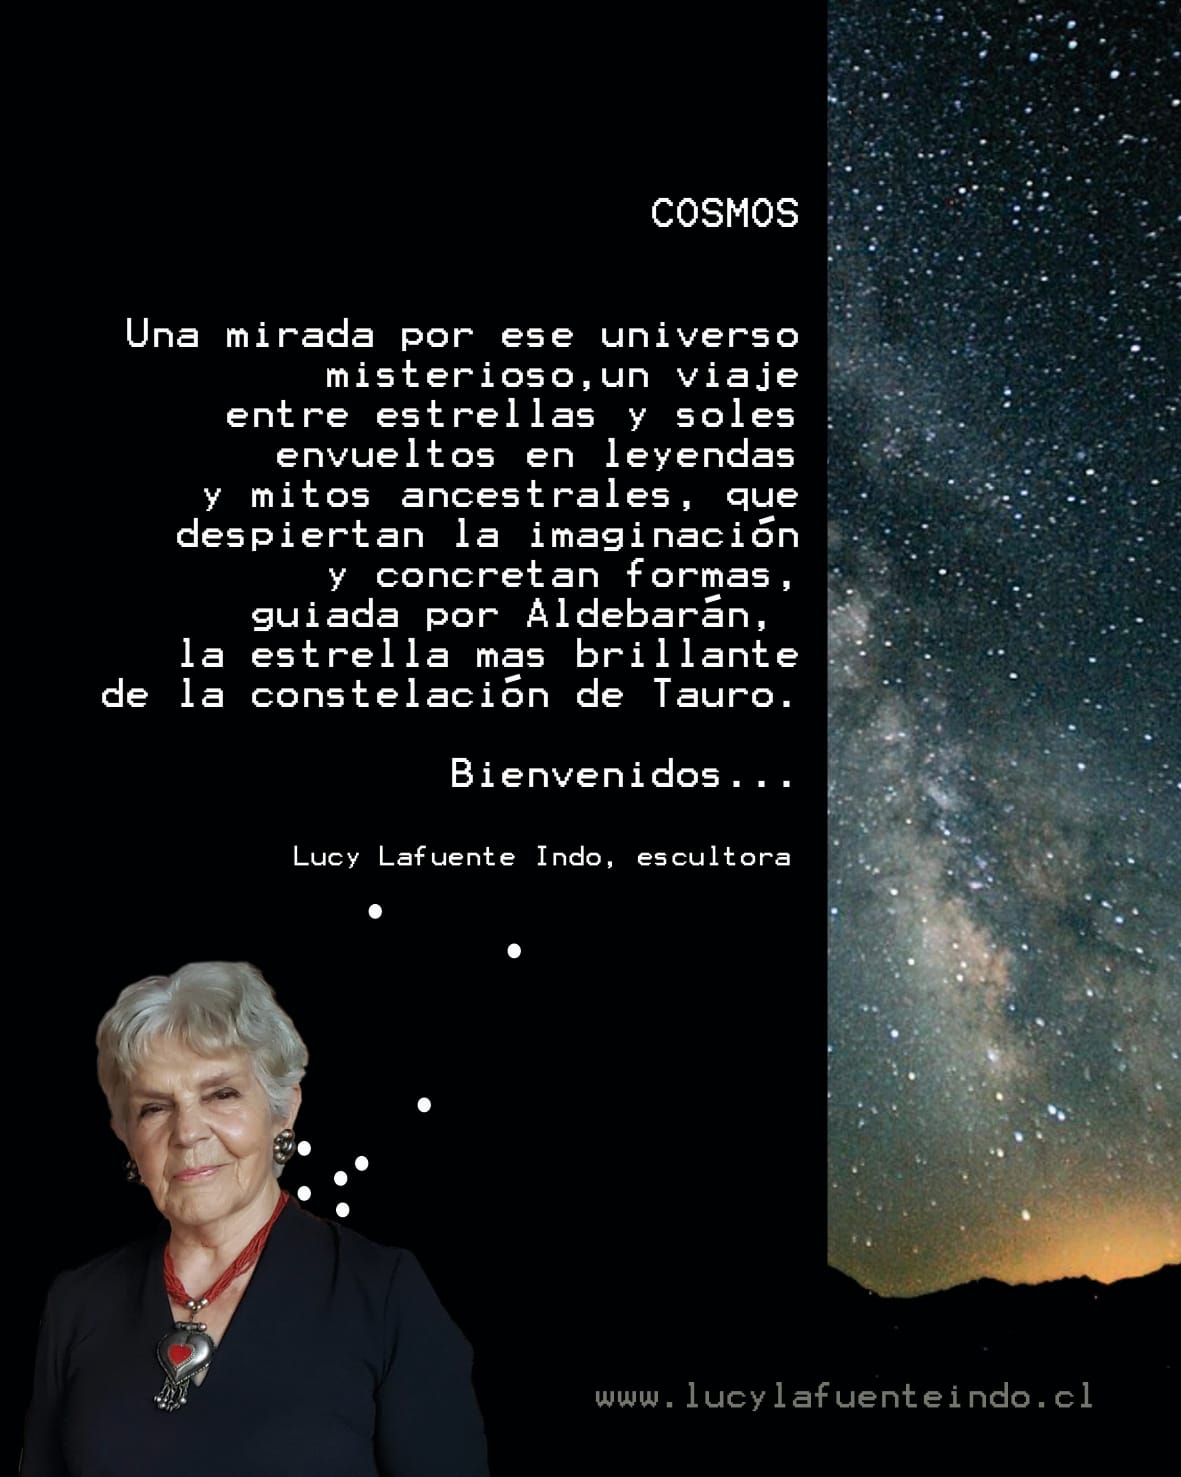 COSMOS
Una mirada por ese universo
misterioso,un viaje
entre estrellas y soles
envueltos en leyendas
y mitos ancestrales, que
despiertan la imaginación
y concretan formas,
guiada por Aldebarán,
la estrella mas brillante
de la constelación de Tauro.
Bienvenidos...
Lucy Lafuente Indo, escultora
www.lucylafuenteindo.cl